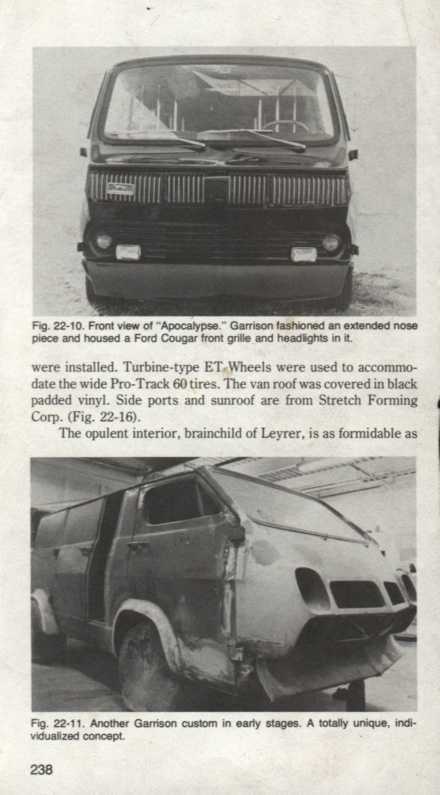 Fig. 22-10. Front view of "Apocalypse." Garrison fashioned an extended nose
piece and housed a Ford Cougar front grille and headlights in it.
were installed. Turbine-type ET Wheels were used to accommo-
date the wide Pro-Track 60 tires. The van roof was covered in black
padded vinyl. Side ports and sunroof are from Stretch Forming
Corp. (Fig. 22-16).
The opulent interior, brainchild of Leyrer, is as formidable as
Fig. 22-11. Another Garrison custom in early stages. A totally unique, indi-
vidualized concept.
238